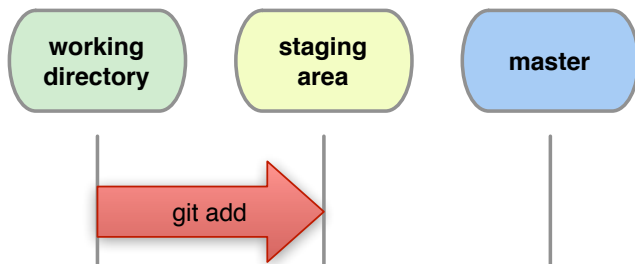 working
directory
staging
area
master
git add